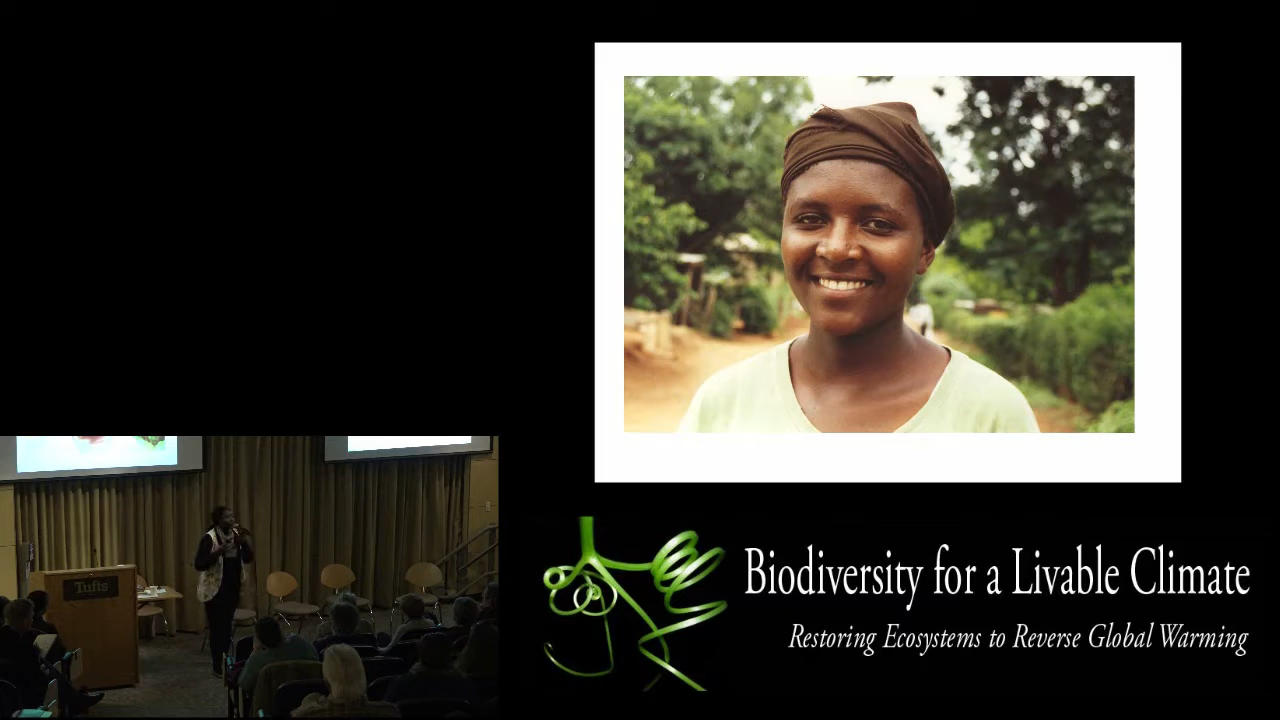 Tufts
Biodiversity for a Livable Climate
Restoring Ecosystems to Reverse Global Warming